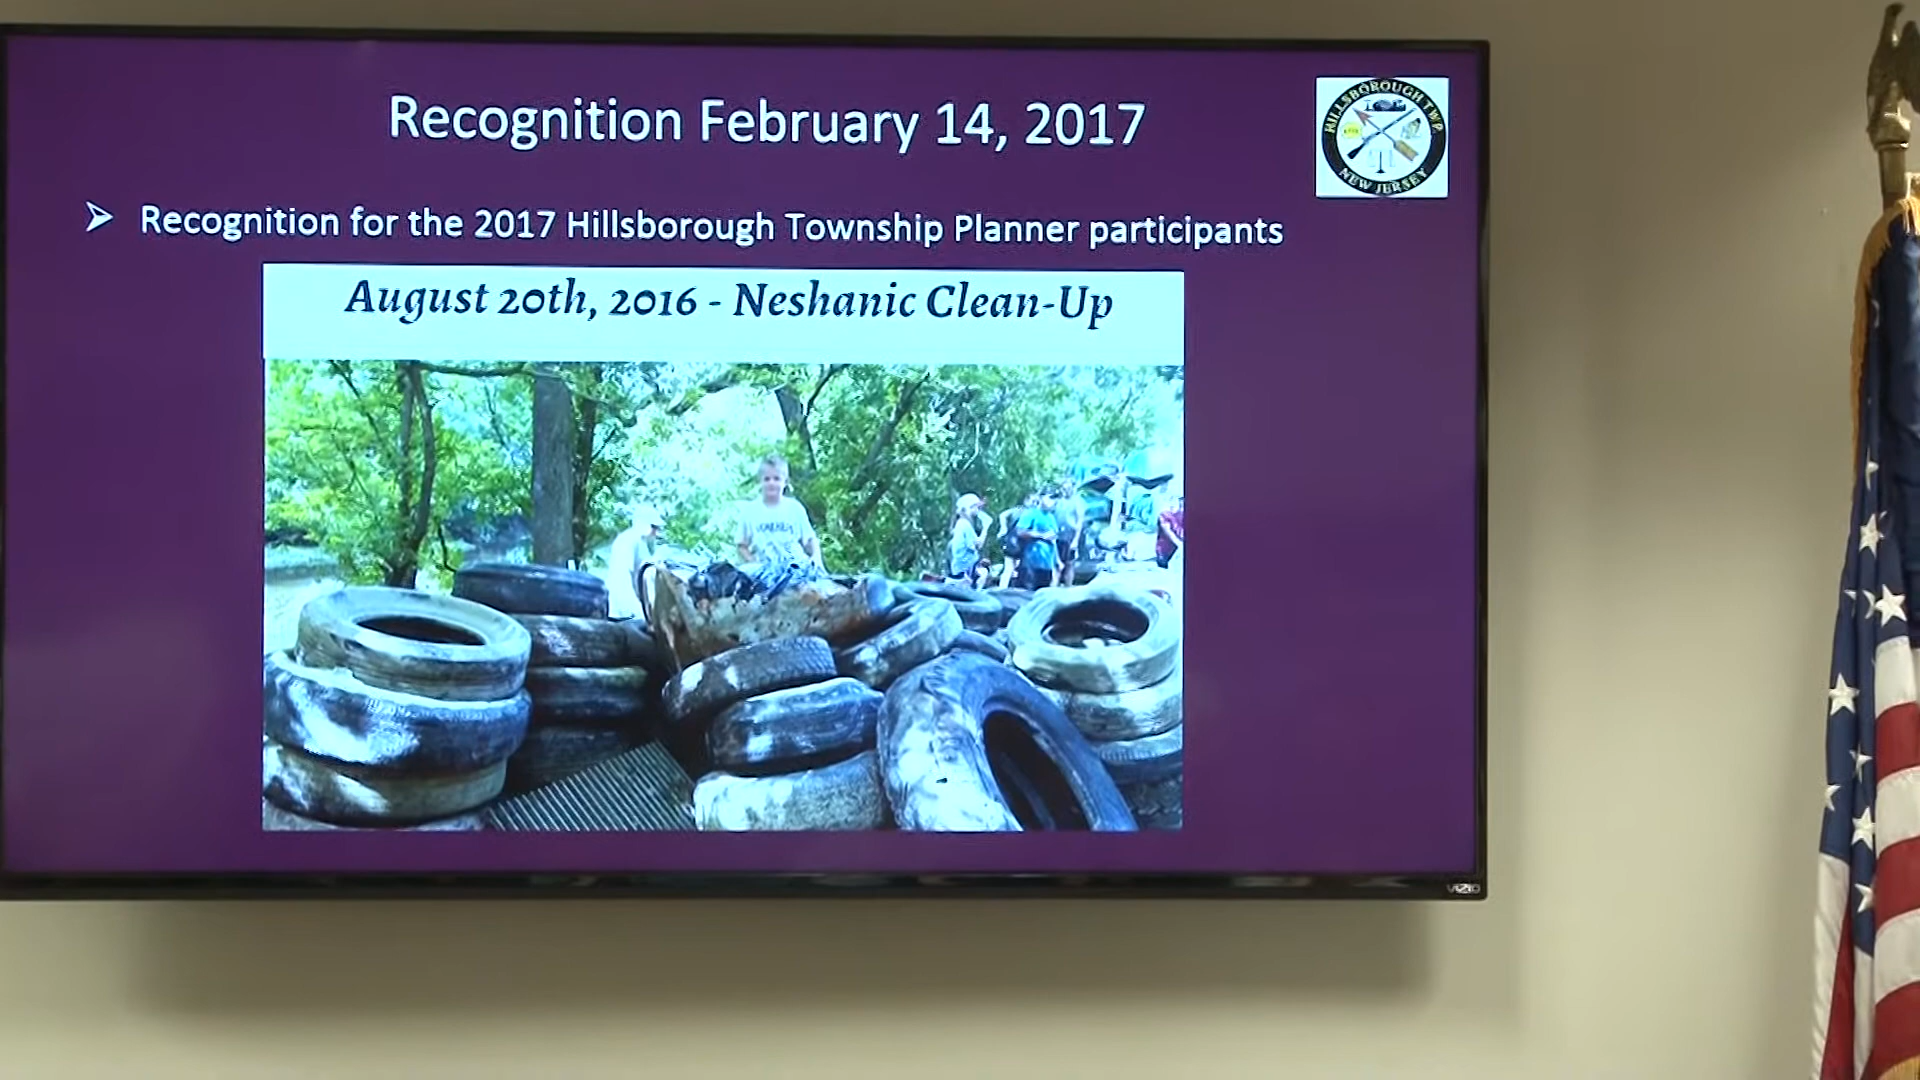 Recognition February 14, 2017
HILLSBOROUGH TWP.
NEW JERSEY
Recognition for the 2017 Hillsborough Township Planner participants
August 20th, 2016 - Neshanic Clean-Up
VIZIO